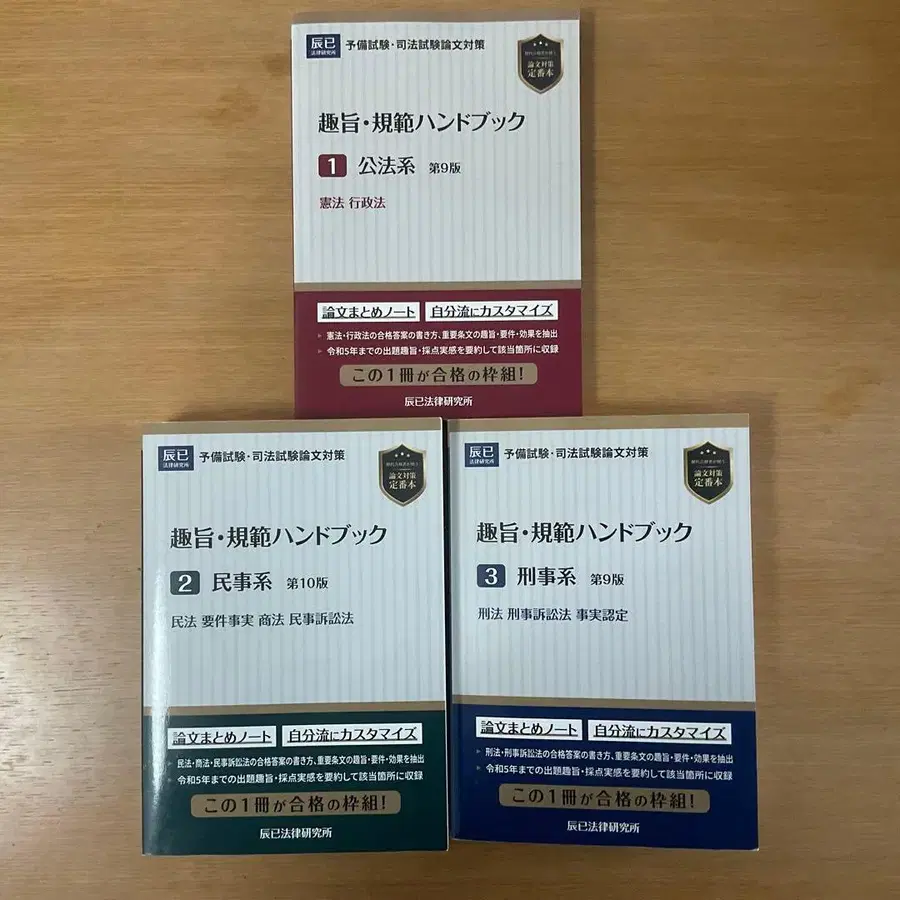 辰已
法律研究所
予備試験・司法試験論文対策
論文対策
定番本
趣旨・規範ハンドブック
1 公法系 第9版
憲法 行政法
論文まとめノート 自分流にカスタマイズ
憲法・行政法の合格答案の書き方、重要条文の趣旨・要件・効果を抽出
令和5年までの出題趣旨・採点実感を要約して該当箇所に収録
この1冊が合格の枠組!
辰已法律研究所
辰已
法律研究所
予備試験・司法試験論文対策
論文対策
定番本
趣旨・規範ハンドブック
2 民事系 第10版
民法 要件事実 商法 民事訴訟法
論文まとめノート 自分流にカスタマイズ
民法・商法・民事訴訟法の合格答案の書き方、重要条文の趣旨・要件・効果を抽出
令和5年までの出題趣旨・採点実感を要約して該当箇所に収録
この1冊が合格の枠組!
辰已法律研究所
辰已
法律研究所
予備試験・司法試験論文対策
論文対策
定番本
趣旨・規範ハンドブック
3 刑事系 第9版
刑法 刑事訴訟法 事実認定
論文まとめノート 自分流にカスタマイズ
刑法・刑事訴訟法の合格答案の書き方、重要条文の趣旨・要件・効果を抽出
令和5年までの出題趣旨・採点実感を要約して該当箇所に収録
この1冊が合格の枠組!
辰已法律研究所